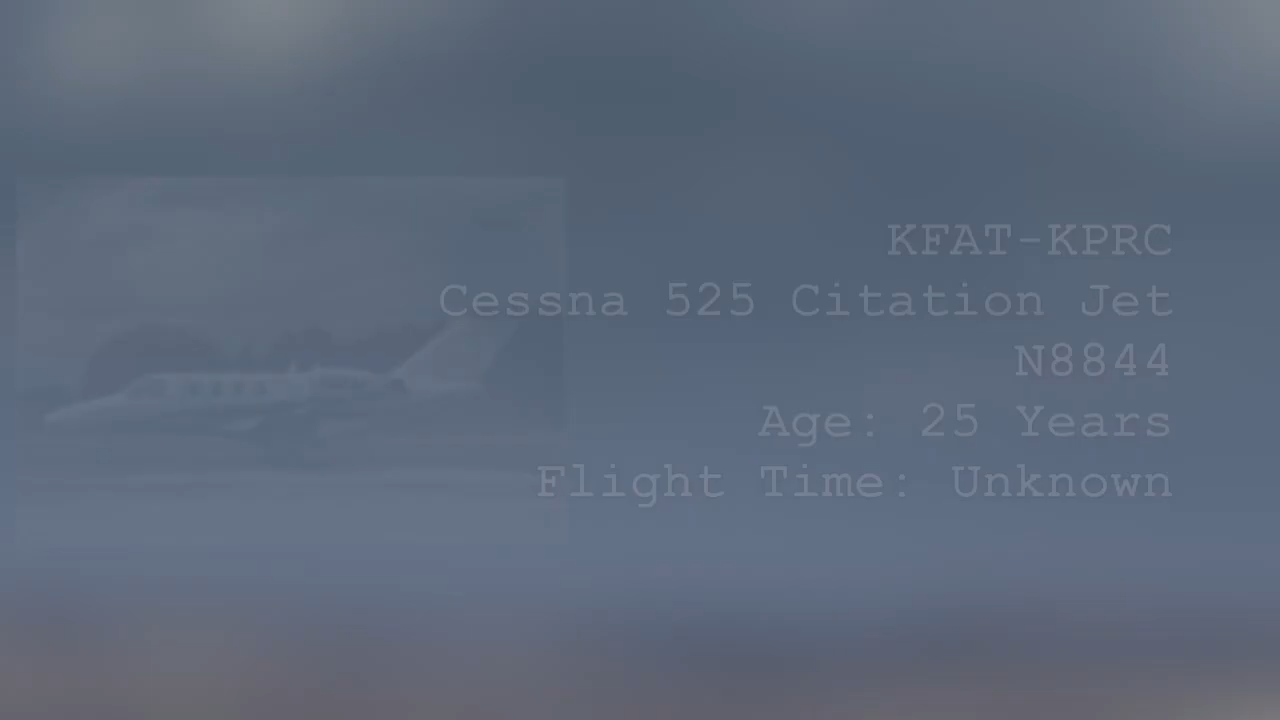 KFAT-KPRC
Cessna 525 Citation Jet
N8844
Age: 25 Years
Flight Time: Unknown